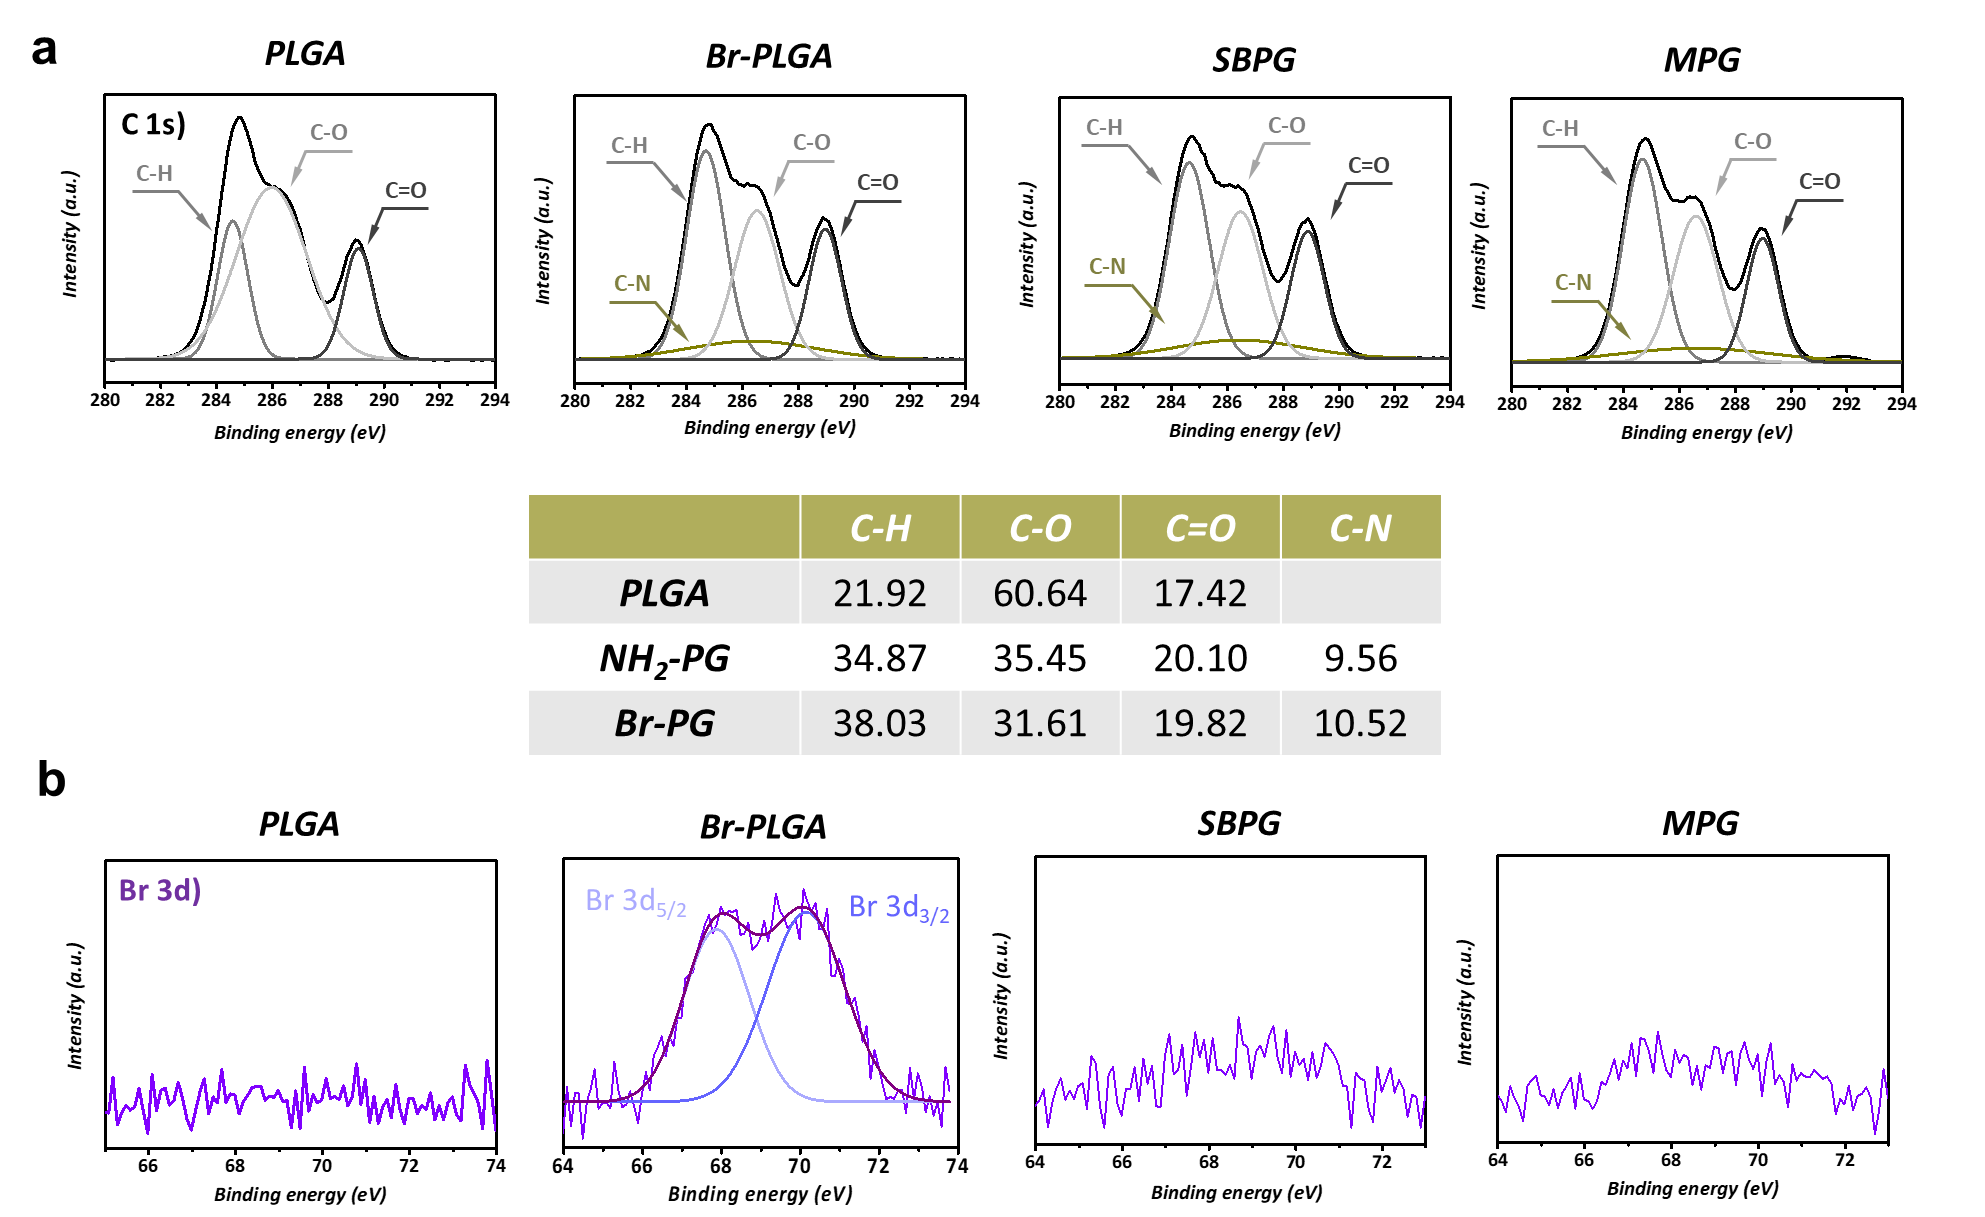 a
PLGA
Br-PLGA
SBPG
MPG
C 1s)
C-H
C-O
C=O
Intensity (a.u.)
280 282 284 286 288 290 292 294
Binding energy (eV)
C-H
C-O
C=O
C-N
Intensity (a.u.)
280 282 284 286 288 290 292 294
Binding energy (eV)
C-H
C-O
C=O
C-N
Intensity (a.u.)
280 282 284 286 288 290 292 294
Binding energy (eV)
C-H
C-O
C=O
C-N
Intensity (a.u.)
280 282 284 286 288 290 292 294
Binding energy (eV)
C-H C-O C=O C-N
PLGA 21.92 60.64 17.42
NH2-PG 34.87 35.45 20.10 9.56
Br-PG 38.03 31.61 19.82 10.52
b
PLGA
Br-PLGA
SBPG
MPG
Br 3d)
Intensity (a.u.)
66 68 70 72 74
Binding energy (eV)
Br 3d5/2
Br 3d3/2
64 66 68 70 72 74
Binding energy (eV)
Intensity (a.u.)
64 66 68 70 72
Binding energy (eV)
Intensity (a.u.)
64 66 68 70 72
Binding energy (eV)